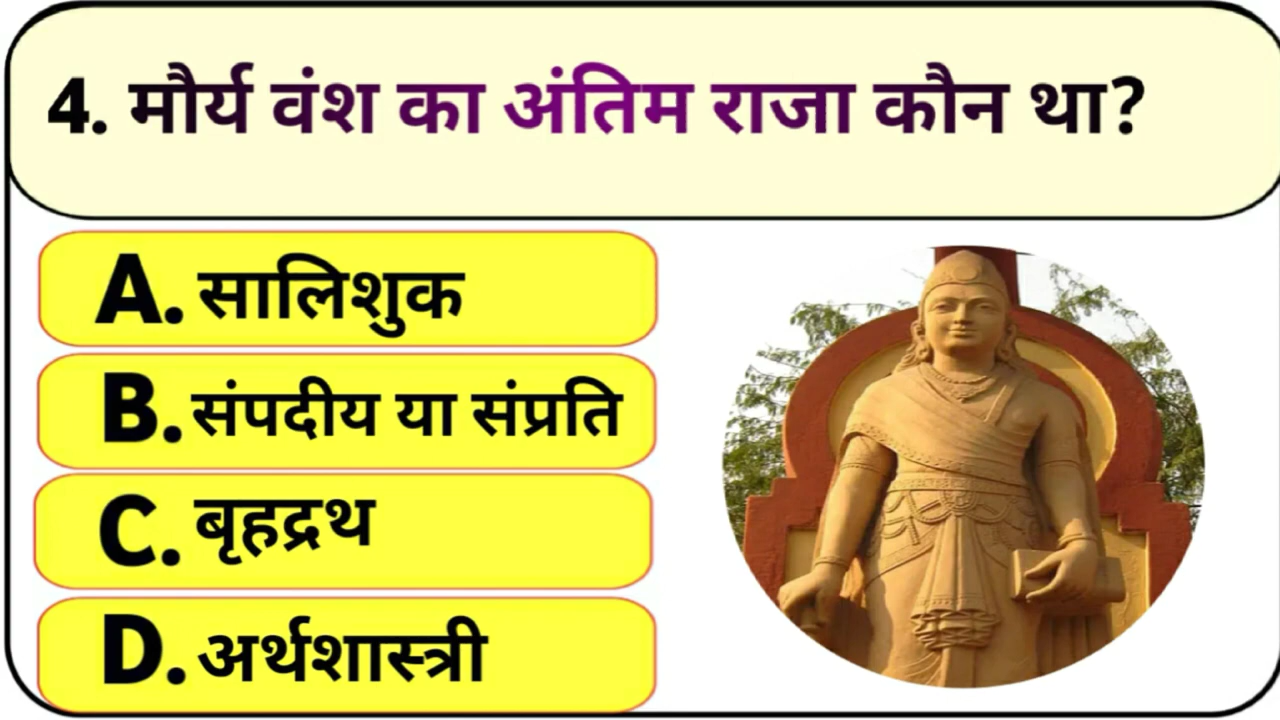 4. मौर्य वंश का अंतिम राजा कौन था?
A. सालिशुक
B. संपदीय या संप्रति
C. बृहद्रथ
D. अर्थशास्त्री